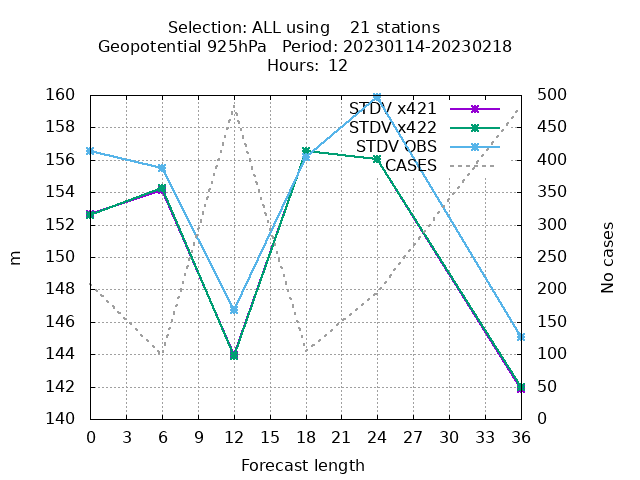 Selection: ALL using    21 stations
Geopotential 925hPa   Period: 20230114-20230218
Hours:  12
160 500
STDV x421
158 450
STDV x422
STDV OBS
156 400
CASES
154 350
152 300
150 250
m
No cases
148 200
146 150
144 100
142 50
140 0
0 3 6 9 12 15 18 21 24 27 30 33 36
Forecast length